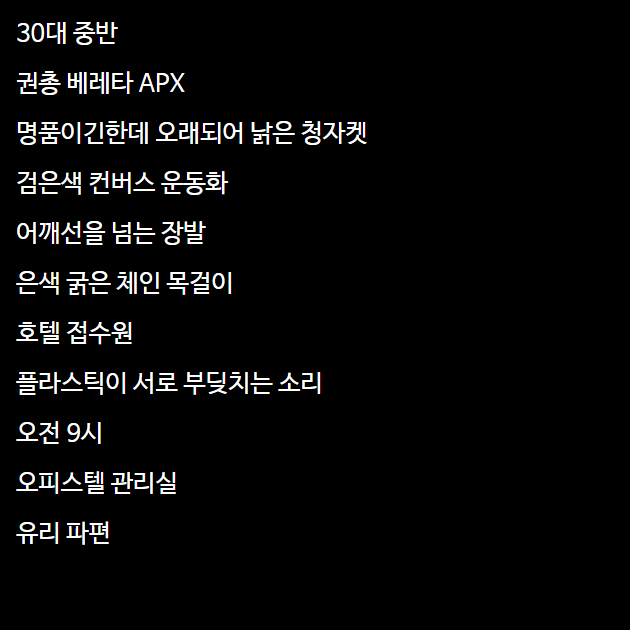 30대 중반
권총 베레타 APX
명품이긴한데 오래되어 낡은 청자켓
검은색 컨버스 운동화
어깨선을 넘는 장발
은색 굵은 체인 목걸이
호텔 접수원
플라스틱이 서로 부딪치는 소리
오전 9시
오피스텔 관리실
유리 파편